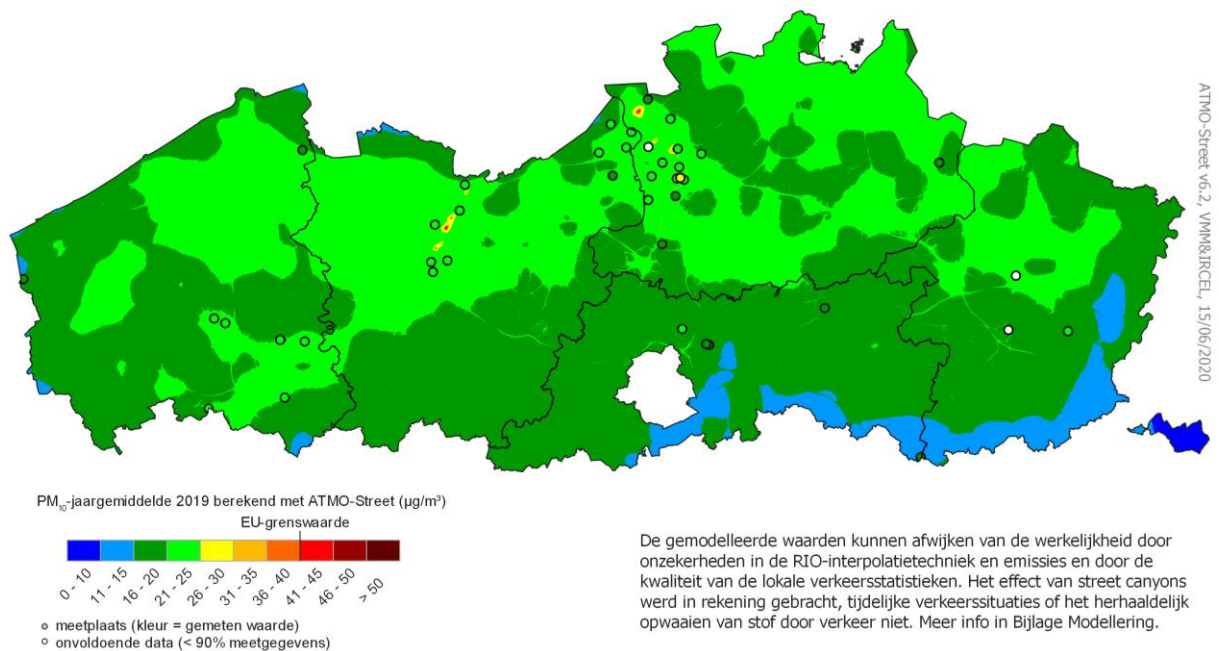 ATMO-Street v6.2, VMM&IRCEL, 15/06/2020
PM₁₀-jaargemiddelde 2019 berekend met ATMO-Street (µg/m³)
EU-grenswaarde
0 - 10
11 - 15
16 - 20
21 - 25
26 - 30
31 - 35
36 - 40
41 - 45
46 - 50
> 50
meetplaats (kleur = gemeten waarde)
onvoldoende data (< 90% meetgegevens)
De gemodelleerde waarden kunnen afwijken van de werkelijkheid door
onzekerheden in de RIO-interpolatietechniek en emissies en door de
kwaliteit van de lokale verkeersstatistieken. Het effect van street canyons
werd in rekening gebracht, tijdelijke verkeerssituaties of het herhaaldelijk
opwaaien van stof door verkeer niet. Meer info in Bijlage Modellering.